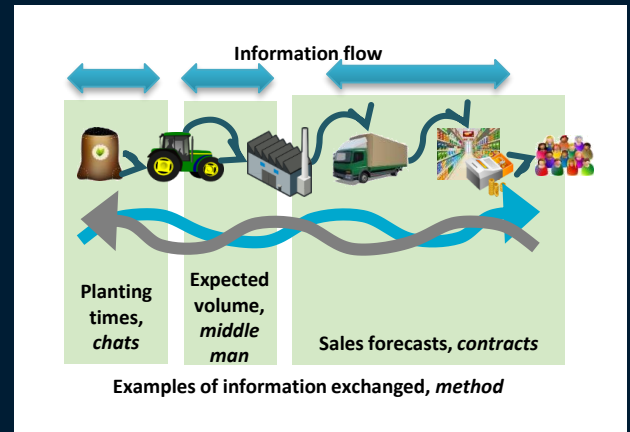 Information flow
Planting
times,
chats
Expected
volume,
middle
man
Sales forecasts, contracts
Examples of information exchanged, method